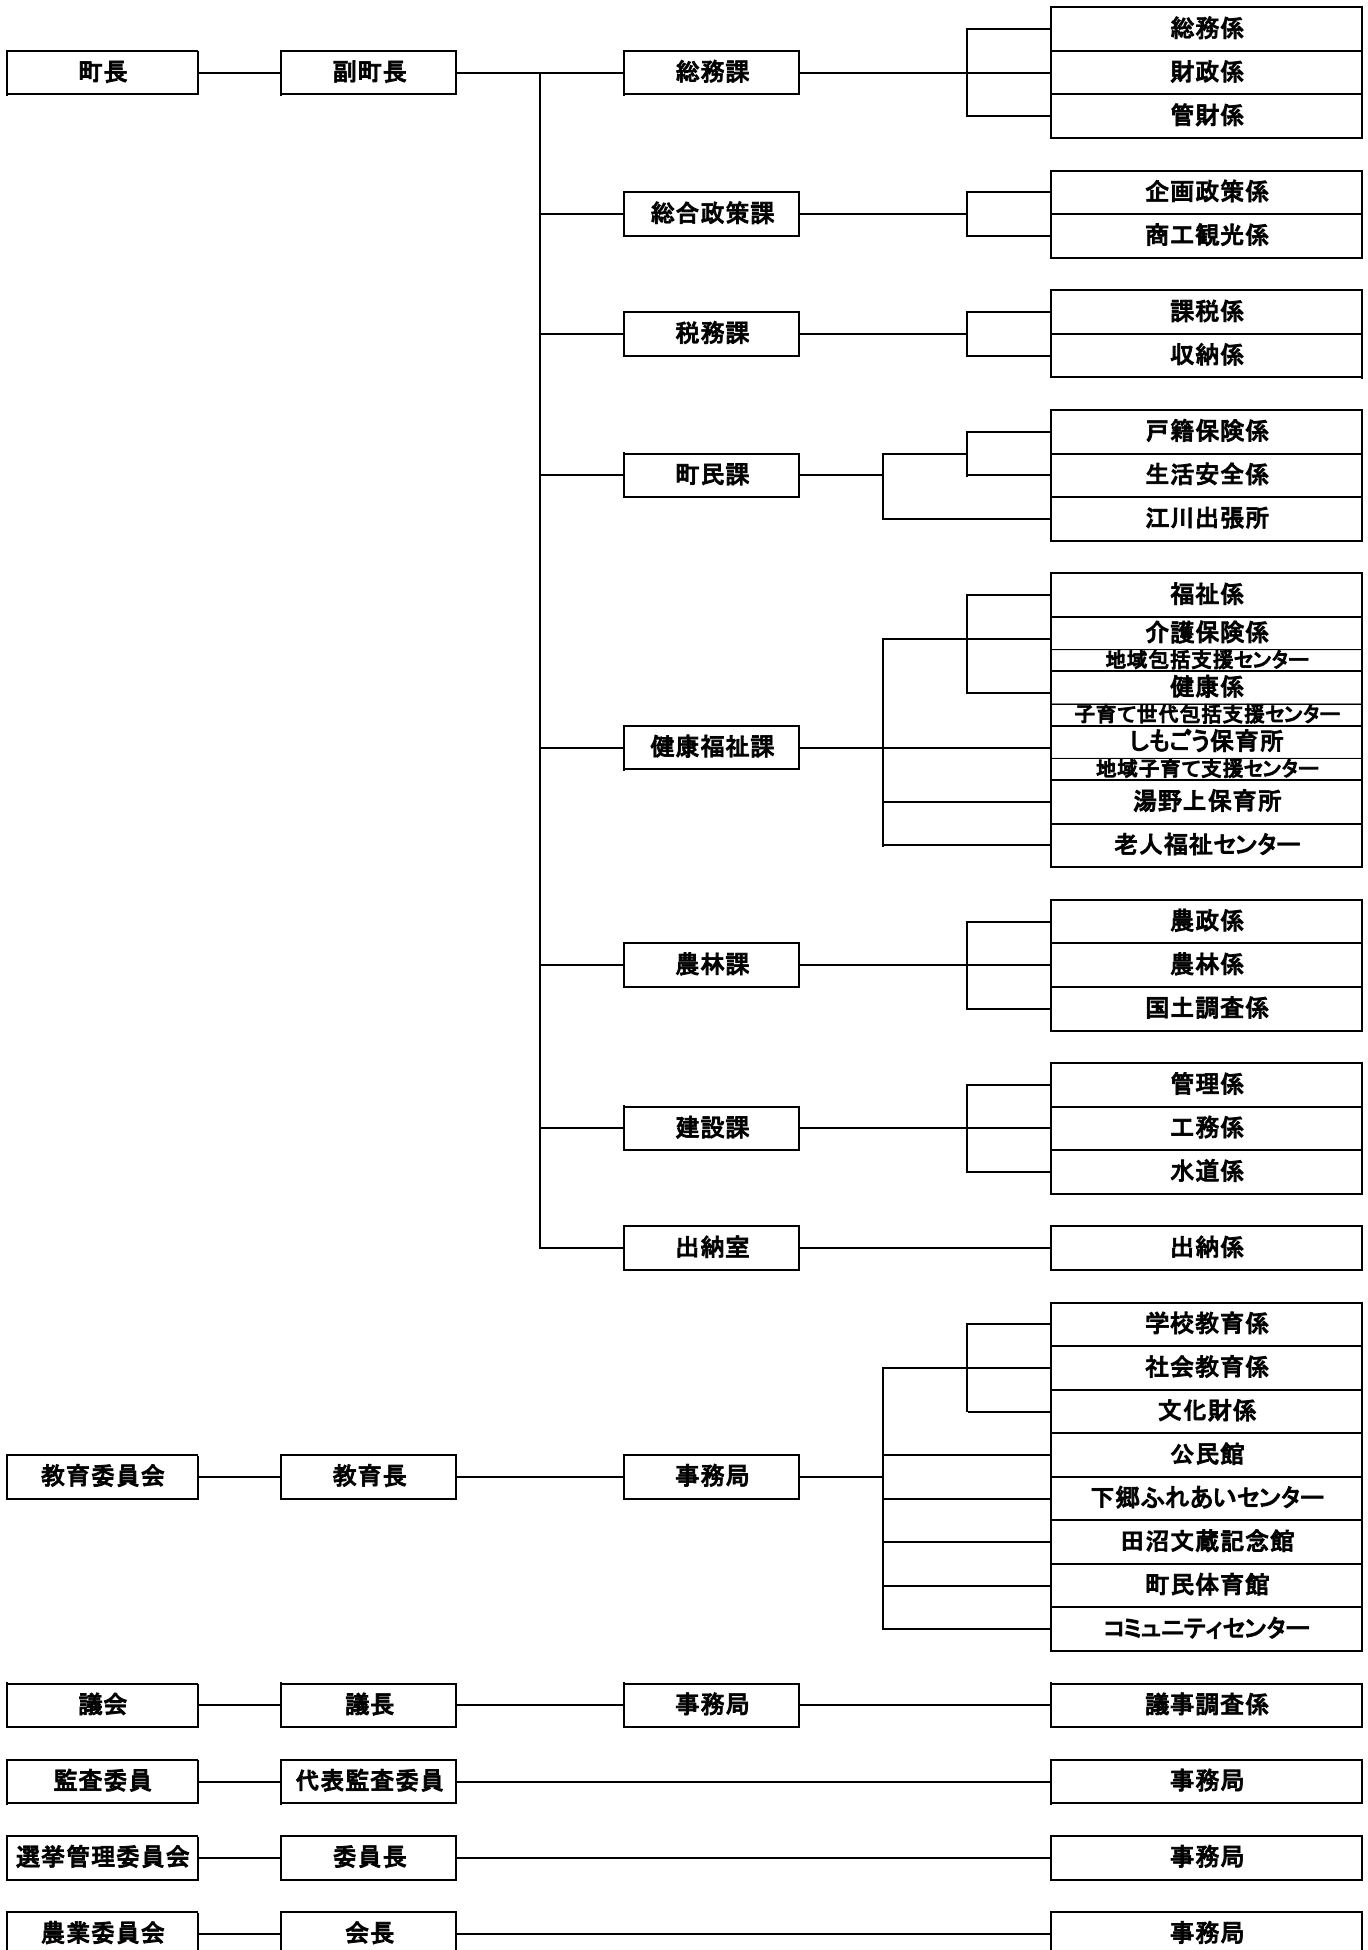 総務係
町長 副町長 総務課 財政係
管財係
企画政策係
総合政策課
商工観光係
課税係
税務課
収納係
戸籍保険係
町民課 生活安全係
江川出張所
福祉係
介護保険係
地域包括支援センター
健康係
子育て世代包括支援センター
健康福祉課 しもごう保育所
地域子育て支援センター
湯野上保育所
老人福祉センター
農政係
農林課 農林係
国土調査係
管理係
建設課 工務係
水道係
出納室 出納係
学校教育係
社会教育係
文化財係
公民館
教育委員会 教育長 事務局
下郷ふれあいセンター
田沼文蔵記念館
町民体育館
コミュニティセンター
議会 議長 事務局 議事調査係
監査委員 代表監査委員 事務局
選挙管理委員会 委員長 事務局
農業委員会 会長 事務局